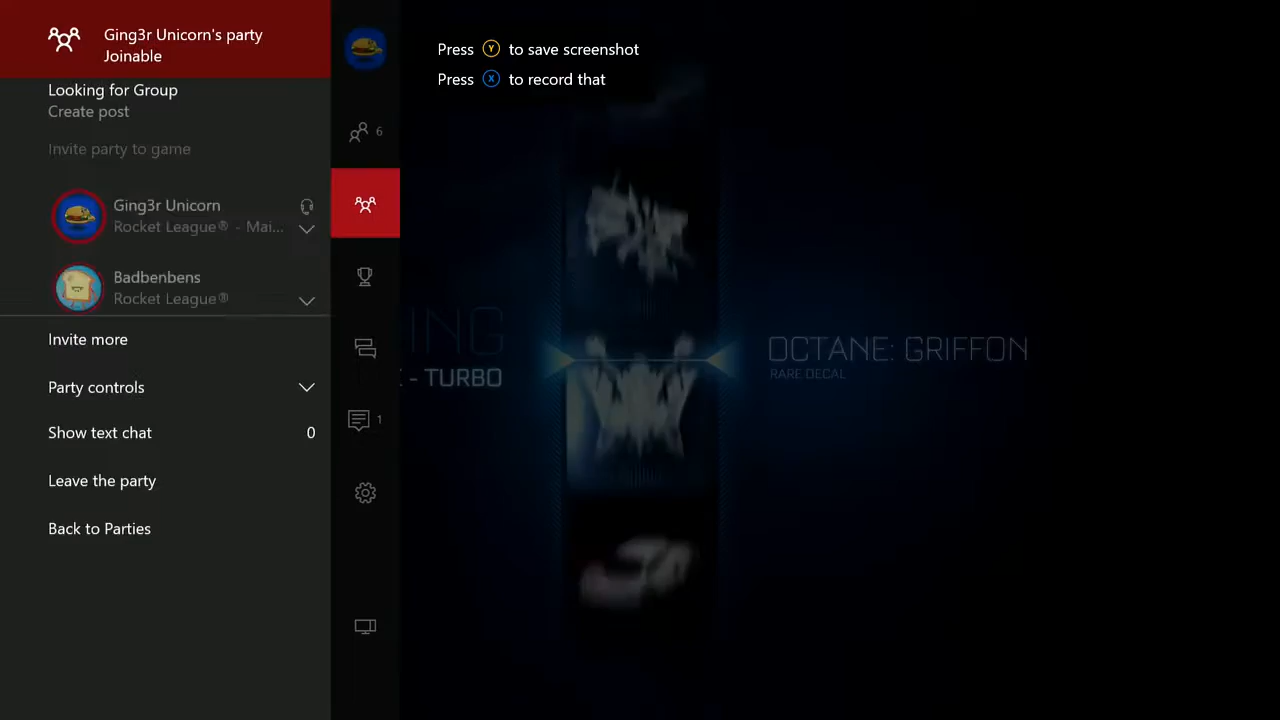 Ging3r Unicorn's party
Joinable
Looking for Group
Create post
Invite party to game
Ging3r Unicorn
Rocket League® - Mai...
Badbenbens
Rocket League®
Invite more
Party controls
Show text chat 0
Leave the party
Back to Parties
6
1
Press Y to save screenshot
Press X to record that
ING
- TURBO
OCTANE: GRIFFON
RARE DECAL